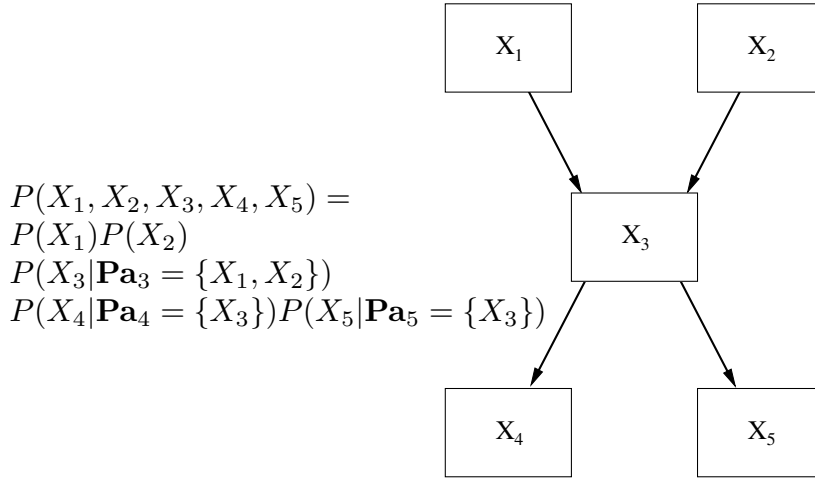 X₁
X₂
P(X₁, X₂, X₃, X₄, X₅) =
P(X₁)P(X₂)
P(X₃|Pa₃ = {X₁, X₂})
P(X₄|Pa₄ = {X₃})P(X₅|Pa₅ = {X₃})
X₃
X₄
X₅